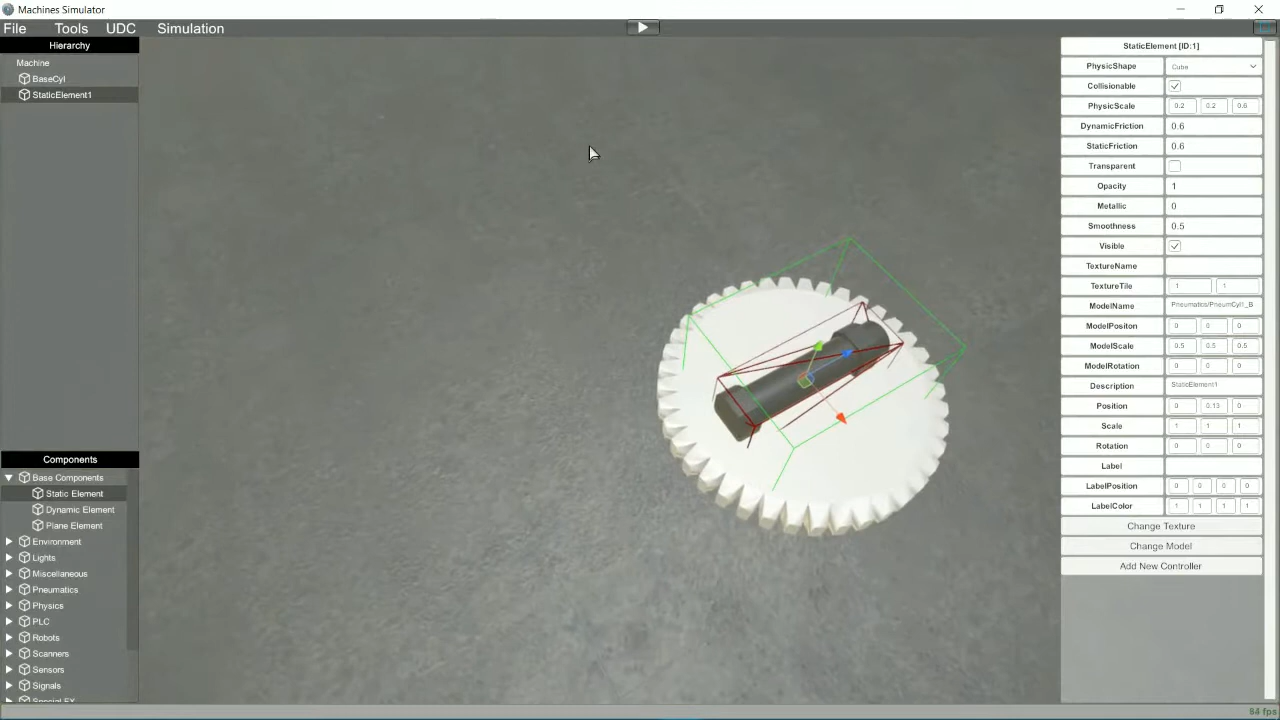 Machines Simulator
File Tools UDC Simulation
Hierarchy
Machine
BaseCyl
StaticElement1
Components
Base Components
Static Element
Dynamic Element
Plane Element
Environment
Lights
Miscellaneous
Pneumatics
Physics
PLC
Robots
Scanners
Sensors
Signals
Special FX
StaticElement [ID:1]
PhysicShape Cube
Collisionable
PhysicScale 0.2 0.2 0.6
DynamicFriction 0.6
StaticFriction 0.6
Transparent
Opacity 1
Metallic 0
Smoothness 0.5
Visible
TextureName
TextureTile 1 1
ModelName Pneumatics/PneumCyl1_B
ModelPositon 0 0 0
ModelScale 0.5 0.5 0.5
ModelRotation 0 0 0
Description StaticElement1
Position 0 0.13 0
Scale 1 1 1
Rotation 0 0 0
Label
LabelPosition 0 0 0 0
LabelColor 1 1 1 1
Change Texture
Change Model
Add New Controller
64 fps